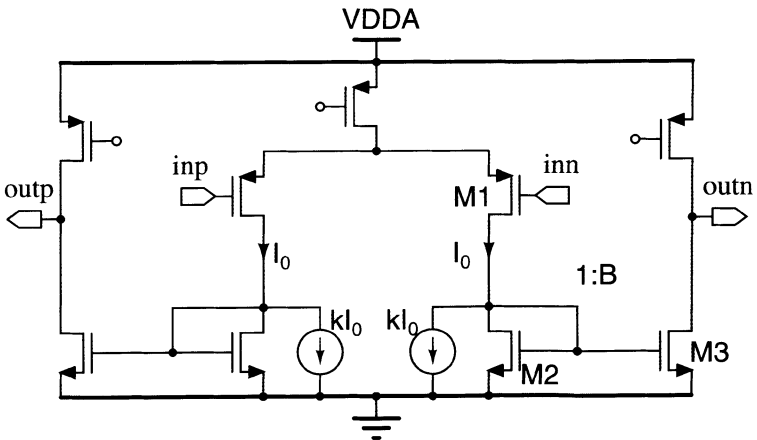 VDDA
inp
inn
outp
M1
outn
I₀
I₀
1:B
kI₀
kI₀
M3
M2